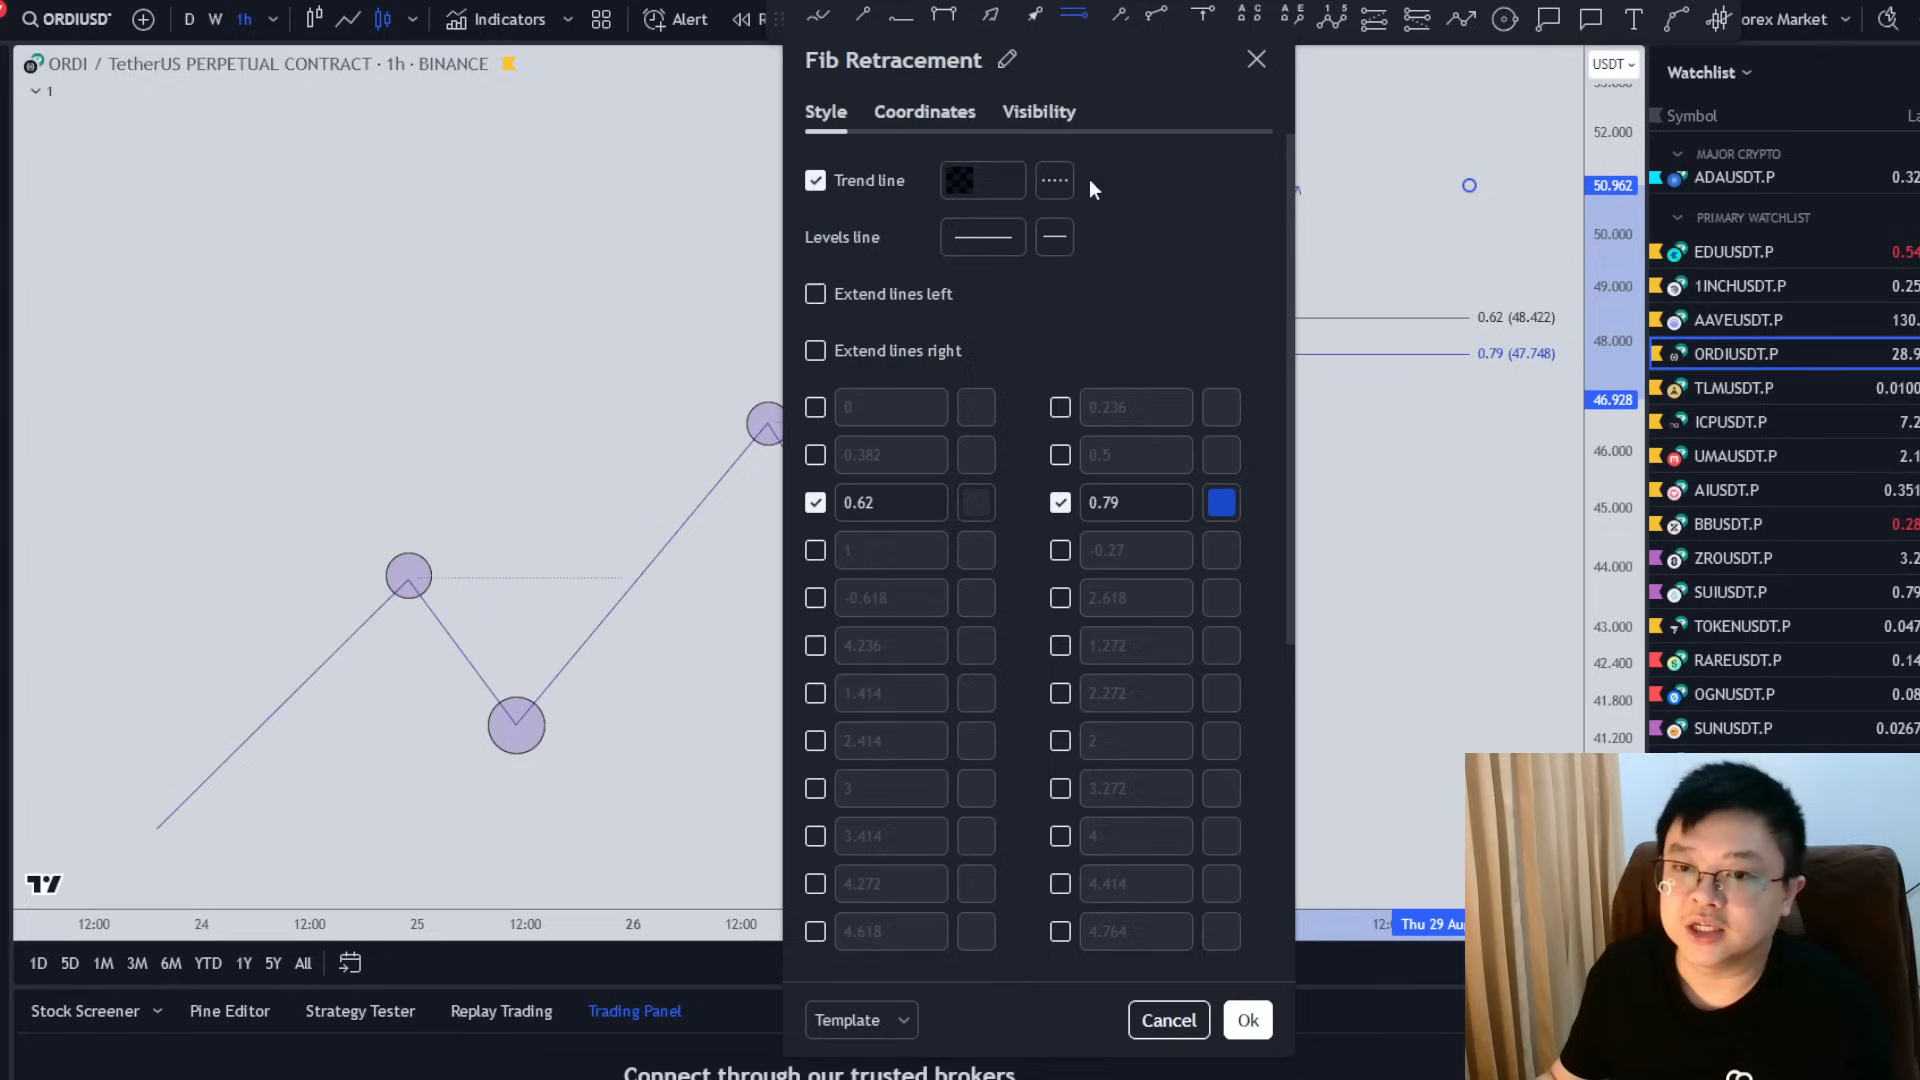 ORDIUSDT
D W 1h Indicators Alert
orex Market
ORDI / TetherUS PERPETUAL CONTRACT · 1h · BINANCE
1
Fib Retracement
Style Coordinates Visibility
Trend line
Levels line
Extend lines left
Extend lines right
0 0.236
0.382 0.5
0.62 0.79
1 -0.27
-0.618 2.618
4.236 1.272
1.414 2.272
2.414 2
3 3.272
3.414 4
4.272 4.414
4.618 4.764
Template Cancel Ok
0.62 (48.422)
0.79 (47.748)
USDT
52.000
50.962
50.000
49.000
48.000
46.928
46.000
45.000
44.000
43.000
42.400
41.800
41.200
Watchlist
Symbol La
MAJOR CRYPTO
ADAUSDT.P 0.32
PRIMARY WATCHLIST
EDUUSDT.P 0.54
1INCHUSDT.P 0.25
AAVEUSDT.P 130.
ORDIUSDT.P 28.9
TLMUSDT.P 0.0100
ICPUSDT.P 7.2
UMAUSDT.P 2.1
AIUSDT.P 0.351
BBUSDT.P 0.28
ZROUSDT.P 3.2
SUIUSDT.P 0.79
TOKENUSDT.P 0.047
RAREUSDT.P 0.14
OGNUSDT.P 0.08
SUNUSDT.P 0.0267
12:00 24 12:00 25 12:00 26 12:00 12: Thu 29 Au
1D 5D 1M 3M 6M YTD 1Y 5Y All
Stock Screener Pine Editor Strategy Tester Replay Trading Trading Panel
Connect through our trusted brokers